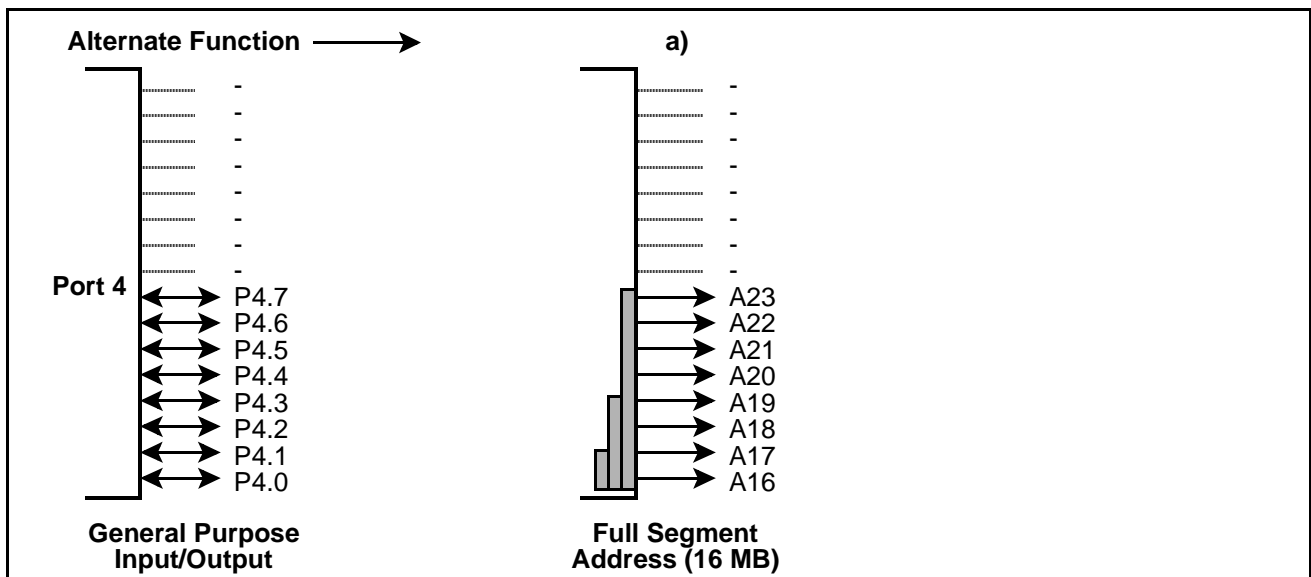 Alternate Function a)
- -
- -
- -
- -
- -
- -
- -
- -
Port 4
P4.7 A23
P4.6 A22
P4.5 A21
P4.4 A20
P4.3 A19
P4.2 A18
P4.1 A17
P4.0 A16
General Purpose
Input/Output
Full Segment
Address (16 MB)